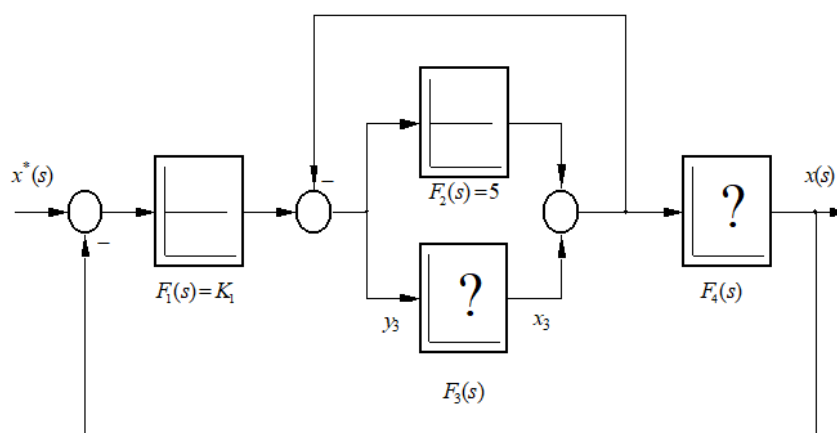 x*(s)
−
F₁(s) = K₁
−
F₂(s) = 5
y₃
?
x₃
F₃(s)
?
F₄(s)
x(s)